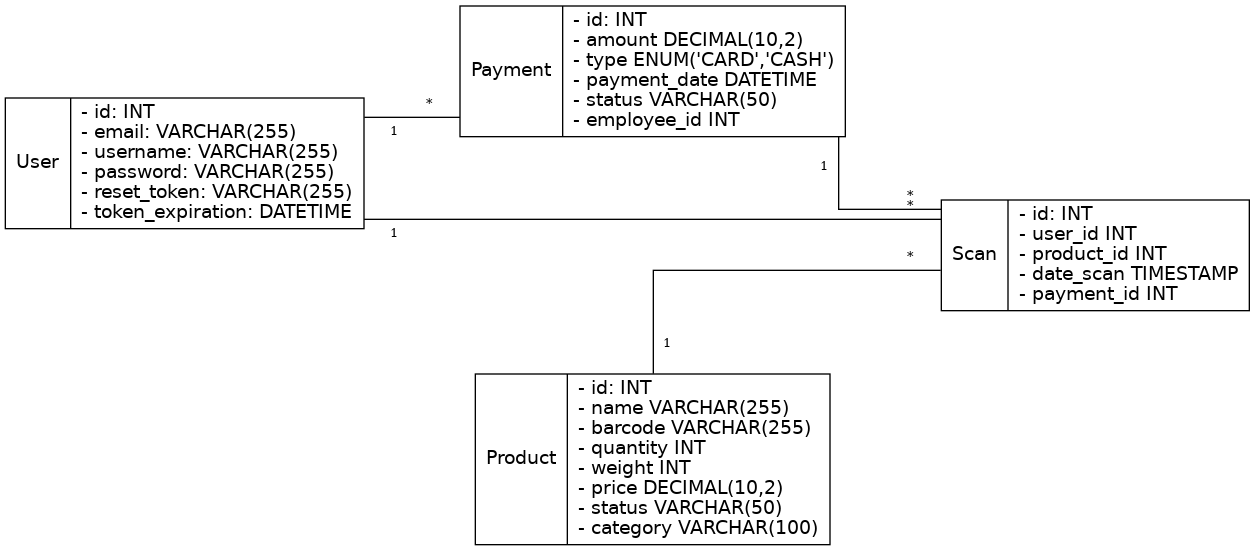 Payment
- id: INT
- amount DECIMAL(10,2)
- type ENUM('CARD','CASH')
- payment_date DATETIME
- status VARCHAR(50)
- employee_id INT
User
- id: INT
- email: VARCHAR(255)
- username: VARCHAR(255)
- password: VARCHAR(255)
- reset_token: VARCHAR(255)
- token_expiration: DATETIME
*
1
1
*
*
1
Scan
- id: INT
- user_id INT
- product_id INT
- date_scan TIMESTAMP
- payment_id INT
*
1
Product
- id: INT
- name VARCHAR(255)
- barcode VARCHAR(255)
- quantity INT
- weight INT
- price DECIMAL(10,2)
- status VARCHAR(50)
- category VARCHAR(100)